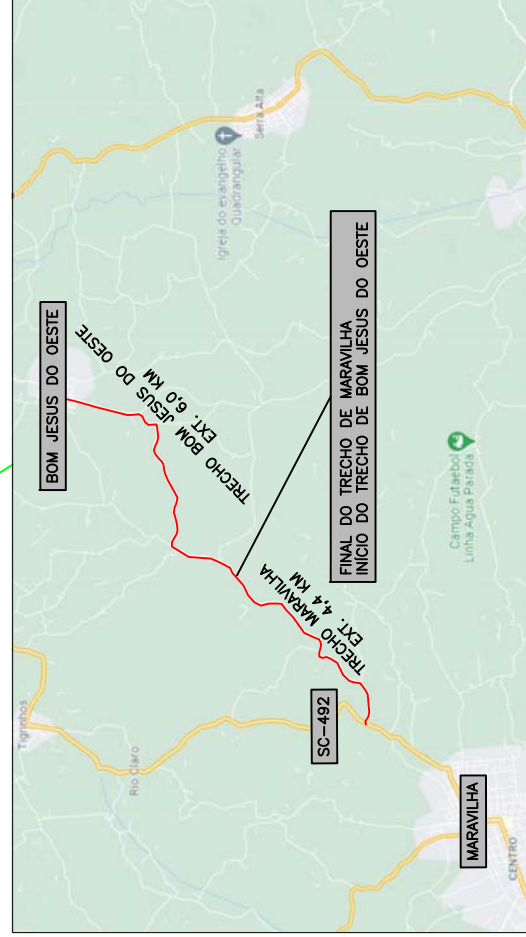 BOM JESUS DO OESTE
TRECHO BOM JESUS DO OESTE
EXT. 6,0 KM
Igreja do evangelho
Quadrangular
Serra Alta
FINAL DO TRECHO DE MARAVILHA
INÍCIO DO TRECHO DE BOM JESUS DO OESTE
TRECHO MARAVILHA
EXT. 4,4 KM
Campo Futaebol
Linha Água Parada
Tigrinhos
Rio Claro
SC-492
MARAVILHA
CENTRO